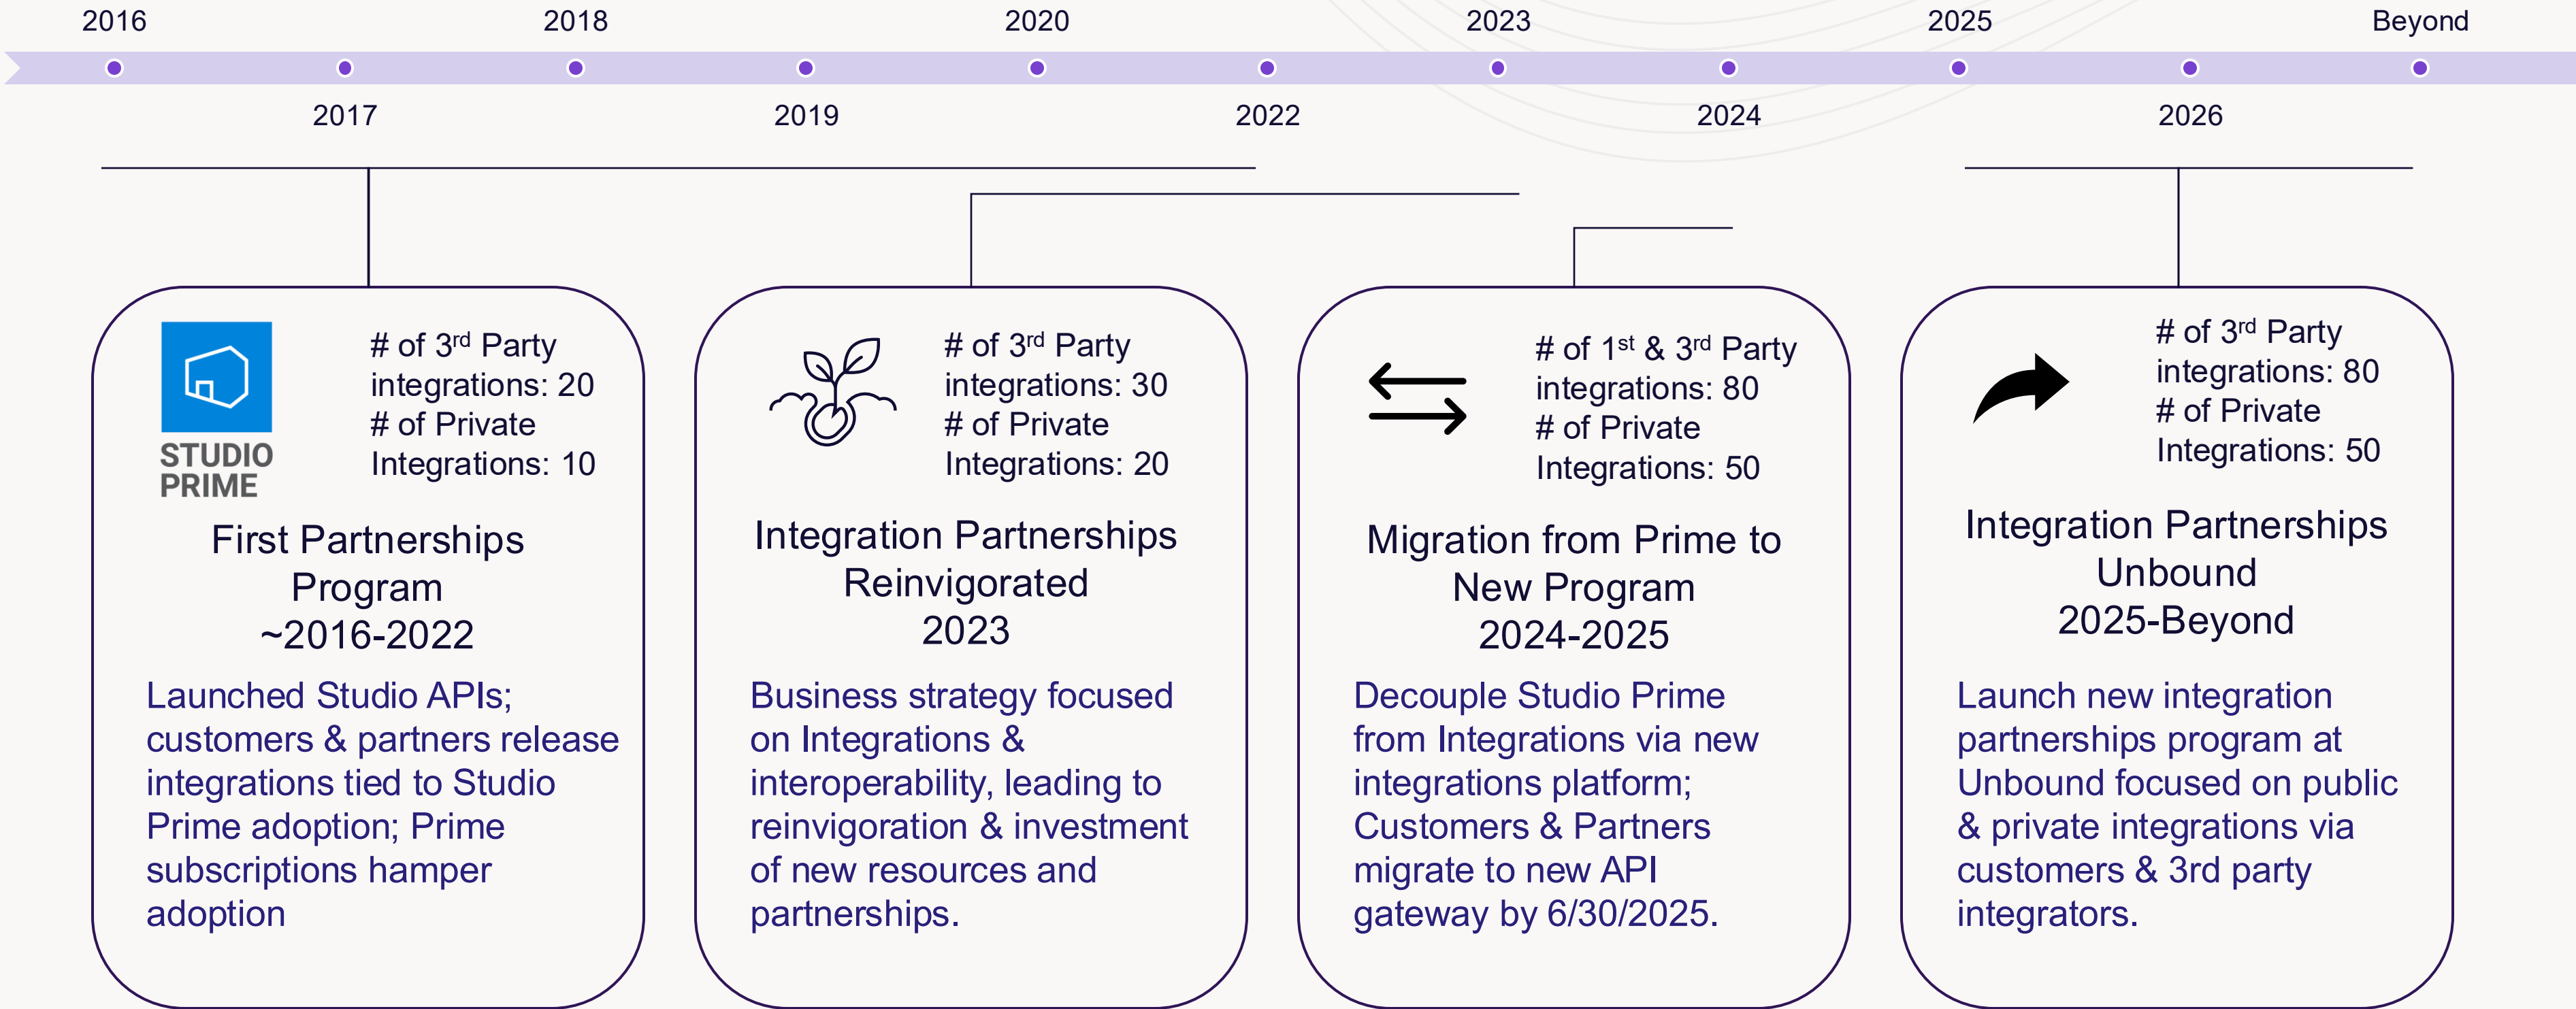 2016
2018
2020
2023
2025
Beyond
2017
2019
2022
2024
2026
STUDIO
PRIME
# of 3rd Party
integrations: 20
# of Private
Integrations: 10
First Partnerships
Program
~2016-2022
Launched Studio APIs;
customers & partners release
integrations tied to Studio
Prime adoption; Prime
subscriptions hamper
adoption
# of 3rd Party
integrations: 30
# of Private
Integrations: 20
Integration Partnerships
Reinvigorated
2023
Business strategy focused
on Integrations &
interoperability, leading to
reinvigoration & investment
of new resources and
partnerships.
# of 1st & 3rd Party
integrations: 80
# of Private
Integrations: 50
Migration from Prime to
New Program
2024-2025
Decouple Studio Prime
from Integrations via new
integrations platform;
Customers & Partners
migrate to new API
gateway by 6/30/2025.
# of 3rd Party
integrations: 80
# of Private
Integrations: 50
Integration Partnerships
Unbound
2025-Beyond
Launch new integration
partnerships program at
Unbound focused on public
& private integrations via
customers & 3rd party
integrators.